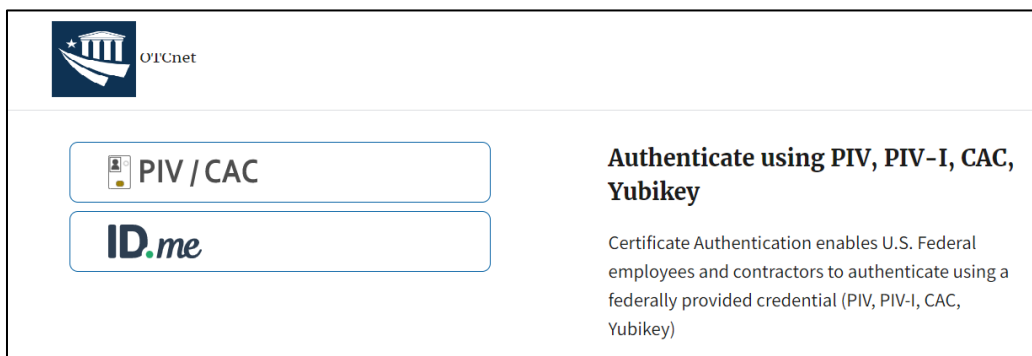 OTCnet
PIV / CAC
ID.me
Authenticate using PIV, PIV-I, CAC,
Yubikey
Certificate Authentication enables U.S. Federal
employees and contractors to authenticate using a
federally provided credential (PIV, PIV-I, CAC,
Yubikey)